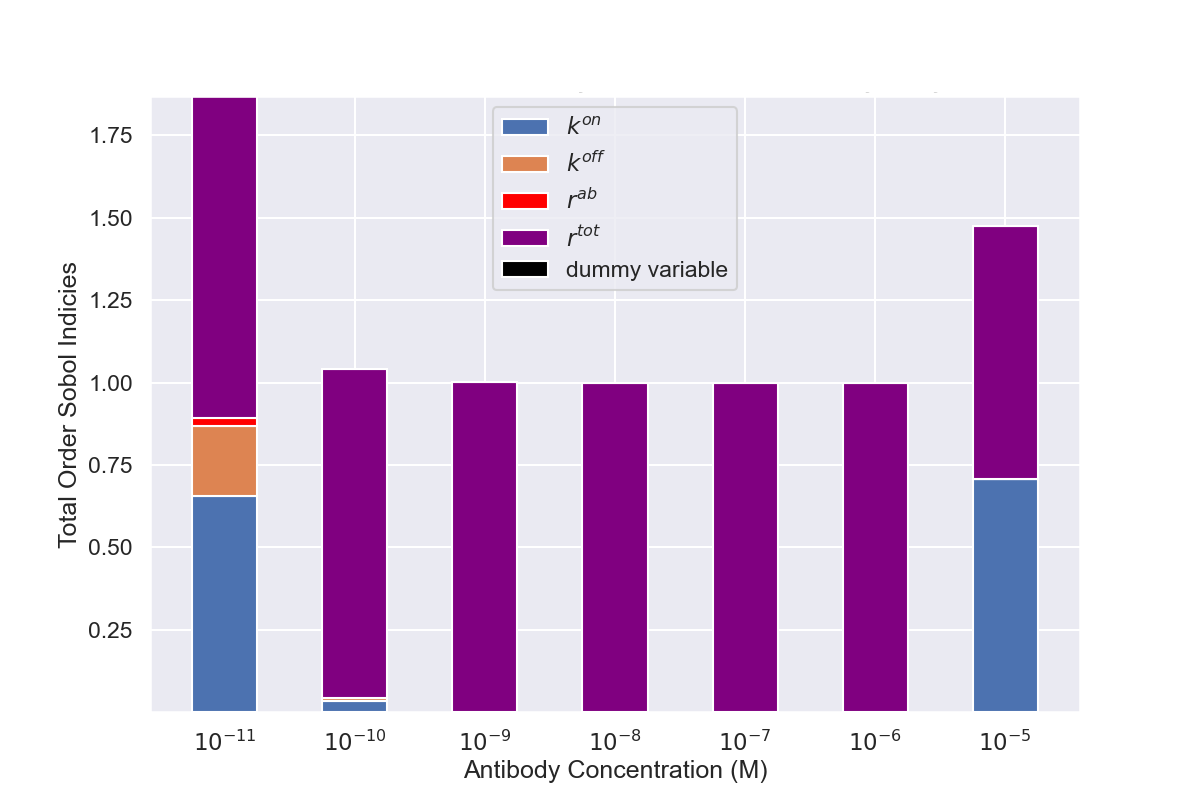 k^{on}
k^{off}
r^{ab}
r^{tot}
dummy variable
Total Order Sobol Indicies
1.75
1.50
1.25
1.00
0.75
0.50
0.25
10⁻¹¹ 10⁻¹⁰ 10⁻⁹ 10⁻⁸ 10⁻⁷ 10⁻⁶ 10⁻⁵
Antibody Concentration (M)